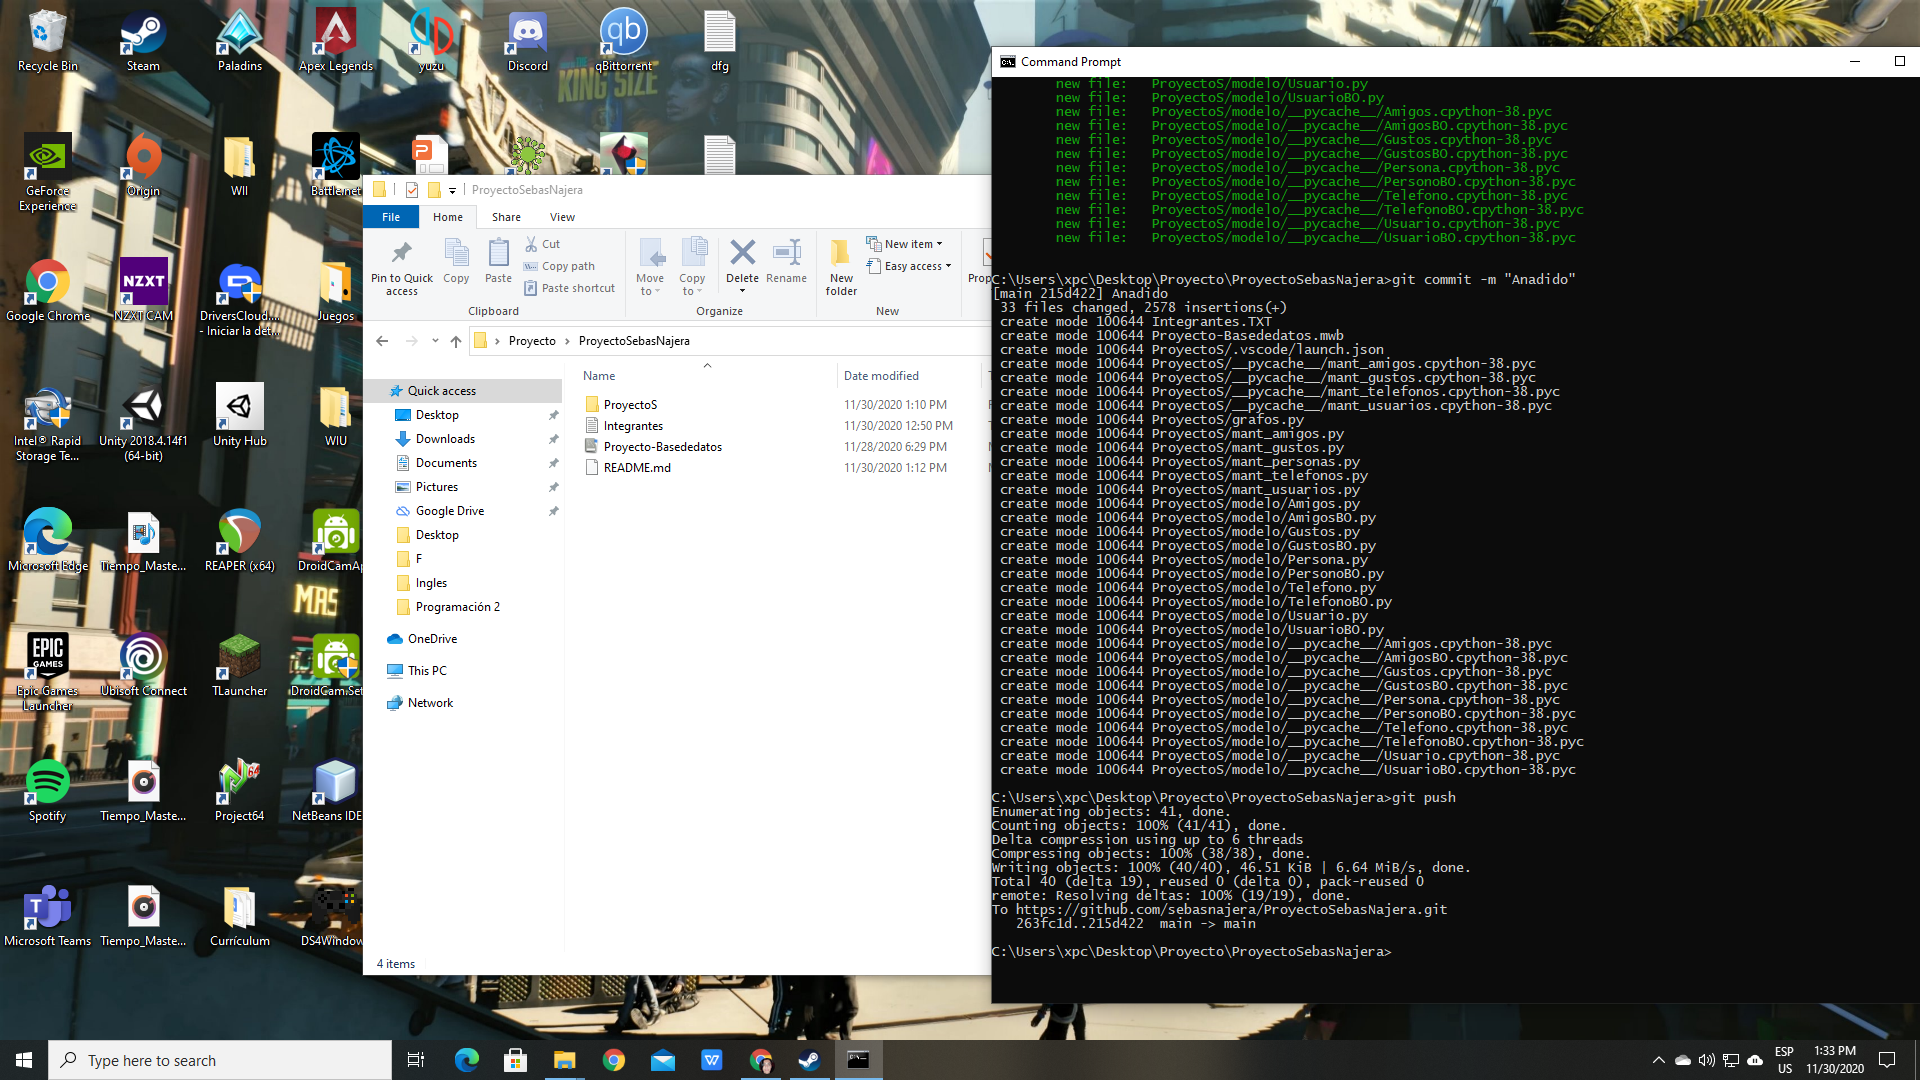 Recycle Bin
Steam
Paladins
Apex Legends
yuzu
Discord
qBittorrent
dfg
KING SIZE
GeForce Experience
Origin
WII
Battle.net
Google Chrome
NZXT
NZXT CAM
DriversCloud....
- Iniciar la det...
Juegos
Intel® Rapid
Storage Te...
Unity 2018.4.14f1
(64-bit)
Unity Hub
WIU
Microsoft Edge
Tiempo_Maste...
REAPER (x64)
DroidCamAp
MAS
EPIC
GAMES
Epic Games
Launcher
Ubisoft Connect
TLauncher
DroidCam.Set
Spotify
Tiempo_Maste...
Project64
NetBeans IDE
Microsoft Teams
Tiempo_Maste...
Currículum
DS4Window
ProyectoSebasNajera
File
Home
Share
View
Pin to Quick
access
Copy
Paste
Cut
Copy path
Paste shortcut
Clipboard
Move
to
Copy
to
Delete
Rename
Organize
New
folder
New item
Easy access
New
Prop
Proyecto
ProyectoSebasNajera
Name
Date modified
Quick access
Desktop
Downloads
Documents
Pictures
Google Drive
Desktop
F
Ingles
Programación 2
OneDrive
This PC
Network
ProyectoS 11/30/2020 1:10 PM
Integrantes 11/30/2020 12:50 PM
Proyecto-Basededatos 11/28/2020 6:29 PM
README.md 11/30/2020 1:12 PM
4 items
Command Prompt
new file: ProyectoS/modelo/Usuario.py
new file: ProyectoS/modelo/UsuarioBO.py
new file: ProyectoS/modelo/__pycache__/Amigos.cpython-38.pyc
new file: ProyectoS/modelo/__pycache__/AmigosBO.cpython-38.pyc
new file: ProyectoS/modelo/__pycache__/Gustos.cpython-38.pyc
new file: ProyectoS/modelo/__pycache__/GustosBO.cpython-38.pyc
new file: ProyectoS/modelo/__pycache__/Persona.cpython-38.pyc
new file: ProyectoS/modelo/__pycache__/PersonoBO.cpython-38.pyc
new file: ProyectoS/modelo/__pycache__/Telefono.cpython-38.pyc
new file: ProyectoS/modelo/__pycache__/TelefonoBO.cpython-38.pyc
new file: ProyectoS/modelo/__pycache__/Usuario.cpython-38.pyc
new file: ProyectoS/modelo/__pycache__/UsuarioBO.cpython-38.pyc
C:\Users\xpc\Desktop\Proyecto\ProyectoSebasNajera>git commit -m "Anadido"
[main 215d422] Anadido
33 files changed, 2578 insertions(+)
create mode 100644 Integrantes.TXT
create mode 100644 Proyecto-Basededatos.mwb
create mode 100644 ProyectoS/.vscode/launch.json
create mode 100644 ProyectoS/__pycache__/mant_amigos.cpython-38.pyc
create mode 100644 ProyectoS/__pycache__/mant_gustos.cpython-38.pyc
create mode 100644 ProyectoS/__pycache__/mant_telefonos.cpython-38.pyc
create mode 100644 ProyectoS/__pycache__/mant_usuarios.cpython-38.pyc
create mode 100644 ProyectoS/grafos.py
create mode 100644 ProyectoS/mant_amigos.py
create mode 100644 ProyectoS/mant_gustos.py
create mode 100644 ProyectoS/mant_personas.py
create mode 100644 ProyectoS/mant_telefonos.py
create mode 100644 ProyectoS/mant_usuarios.py
create mode 100644 ProyectoS/modelo/Amigos.py
create mode 100644 ProyectoS/modelo/AmigosBO.py
create mode 100644 ProyectoS/modelo/Gustos.py
create mode 100644 ProyectoS/modelo/GustosBO.py
create mode 100644 ProyectoS/modelo/Persona.py
create mode 100644 ProyectoS/modelo/PersonoBO.py
create mode 100644 ProyectoS/modelo/Telefono.py
create mode 100644 ProyectoS/modelo/TelefonoBO.py
create mode 100644 ProyectoS/modelo/Usuario.py
create mode 100644 ProyectoS/modelo/UsuarioBO.py
create mode 100644 ProyectoS/modelo/__pycache__/Amigos.cpython-38.pyc
create mode 100644 ProyectoS/modelo/__pycache__/AmigosBO.cpython-38.pyc
create mode 100644 ProyectoS/modelo/__pycache__/Gustos.cpython-38.pyc
create mode 100644 ProyectoS/modelo/__pycache__/GustosBO.cpython-38.pyc
create mode 100644 ProyectoS/modelo/__pycache__/Persona.cpython-38.pyc
create mode 100644 ProyectoS/modelo/__pycache__/PersonoBO.cpython-38.pyc
create mode 100644 ProyectoS/modelo/__pycache__/Telefono.cpython-38.pyc
create mode 100644 ProyectoS/modelo/__pycache__/TelefonoBO.cpython-38.pyc
create mode 100644 ProyectoS/modelo/__pycache__/Usuario.cpython-38.pyc
create mode 100644 ProyectoS/modelo/__pycache__/UsuarioBO.cpython-38.pyc
C:\Users\xpc\Desktop\Proyecto\ProyectoSebasNajera>git push
Enumerating objects: 41, done.
Counting objects: 100% (41/41), done.
Delta compression using up to 6 threads
Compressing objects: 100% (38/38), done.
Writing objects: 100% (40/40), 46.51 KiB | 6.64 MiB/s, done.
Total 40 (delta 19), reused 0 (delta 0), pack-reused 0
remote: Resolving deltas: 100% (19/19), done.
To https://github.com/sebasnajera/ProyectoSebasNajera.git
263fc1d..215d422 main -> main
C:\Users\xpc\Desktop\Proyecto\ProyectoSebasNajera>
Type here to search
ESP
US
1:33 PM
11/30/2020